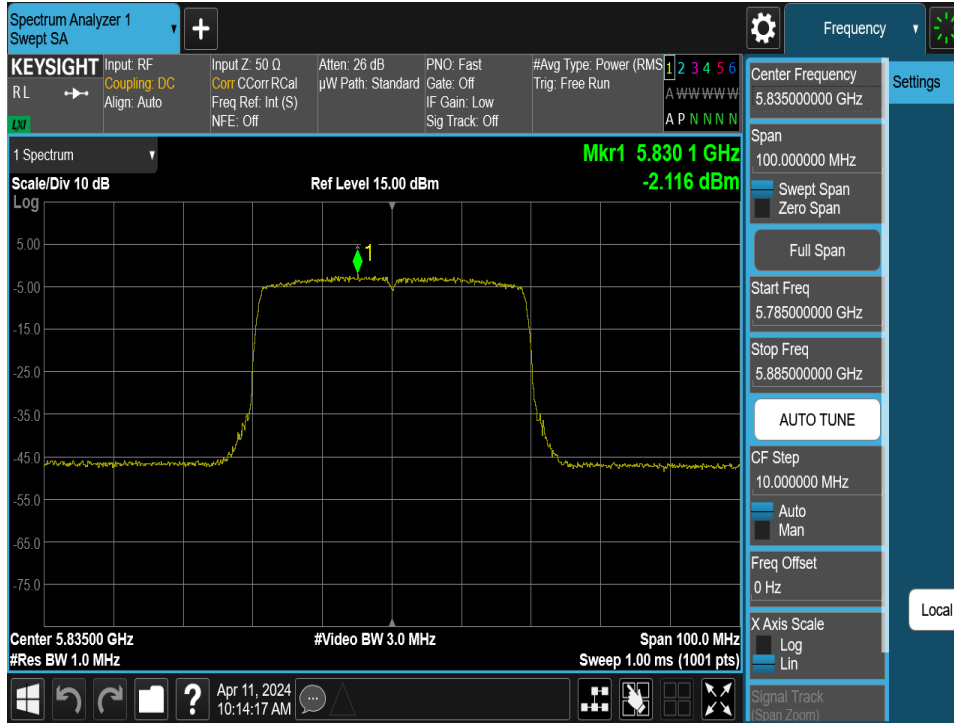 Spectrum Analyzer 1
Swept SA
+
Frequency
KEYSIGHT
RL
LXI
Input: RF
Coupling: DC
Align: Auto
Input Z: 50 Ω
Corr CCorr RCal
Freq Ref: Int (S)
NFE: Off
Atten: 26 dB
µW Path: Standard
PNO: Fast
Gate: Off
IF Gain: Low
Sig Track: Off
#Avg Type: Power (RMS
Trig: Free Run
1 2 3 4 5 6
A W W W W W
A P N N N N
1 Spectrum
Mkr1 5.830 1 GHz
Scale/Div 10 dB
Ref Level 15.00 dBm
-2.116 dBm
Log
1
5.00
-5.00
-15.0
-25.0
-35.0
-45.0
-55.0
-65.0
-75.0
Center 5.83500 GHz
#Video BW 3.0 MHz
Span 100.0 MHz
#Res BW 1.0 MHz
Sweep 1.00 ms (1001 pts)
?
Apr 11, 2024
10:14:17 AM
Center Frequency
5.835000000 GHz
Span
100.000000 MHz
Swept Span
Zero Span
Full Span
Start Freq
5.785000000 GHz
Stop Freq
5.885000000 GHz
AUTO TUNE
CF Step
10.000000 MHz
Auto
Man
Freq Offset
0 Hz
X Axis Scale
Log
Lin
Signal Track
(Span Zoom)
Settings
Local